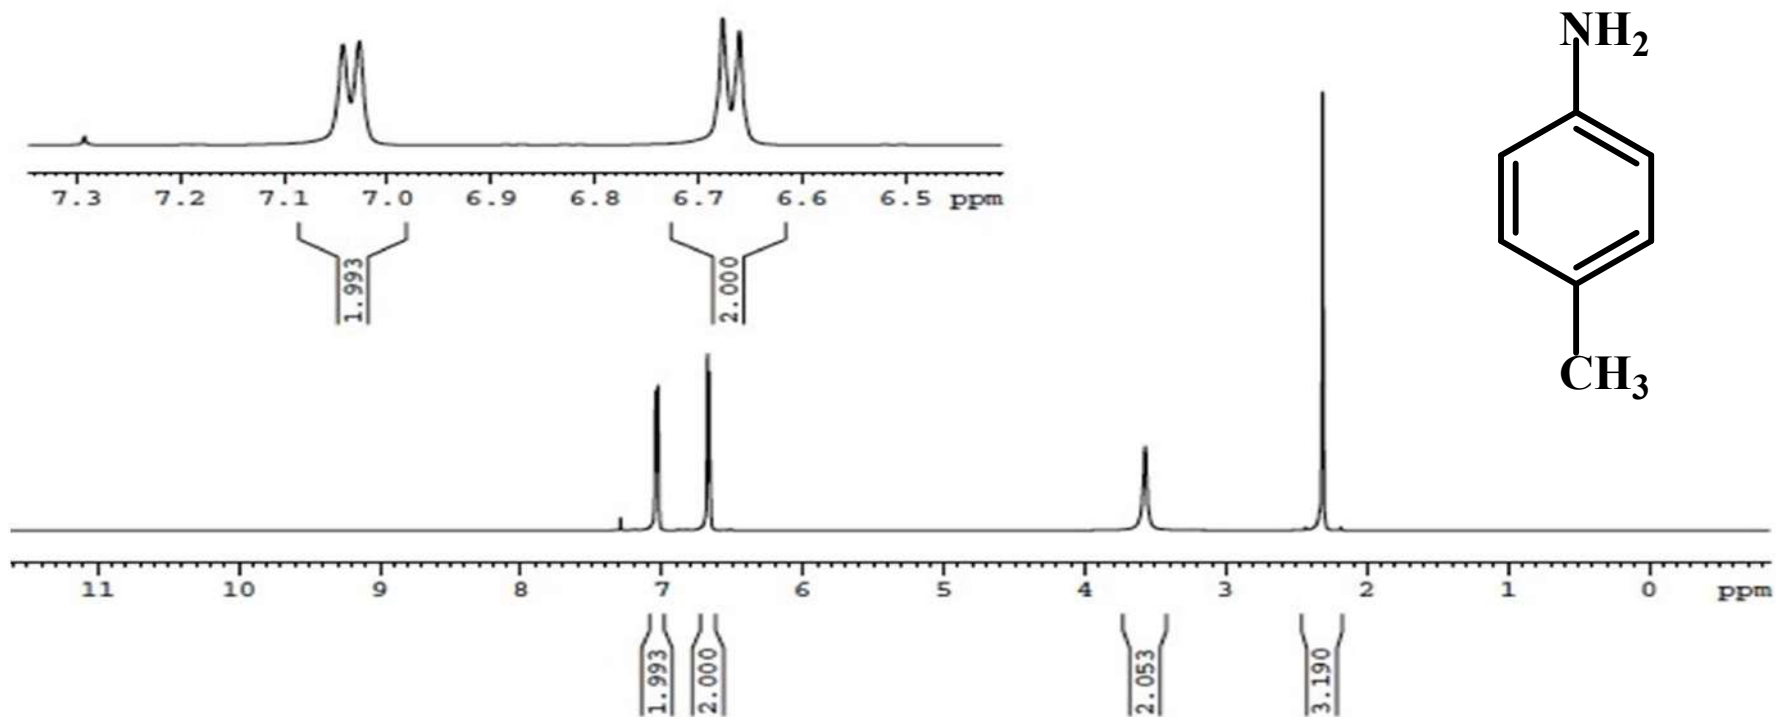 NH2
7.3 7.2 7.1 7.0 6.9 6.8 6.7 6.6 6.5 ppm
1.993 2.000
CH3
11 10 9 8 7 6 5 4 3 2 1 0 ppm
1.993 2.000 2.053 3.190